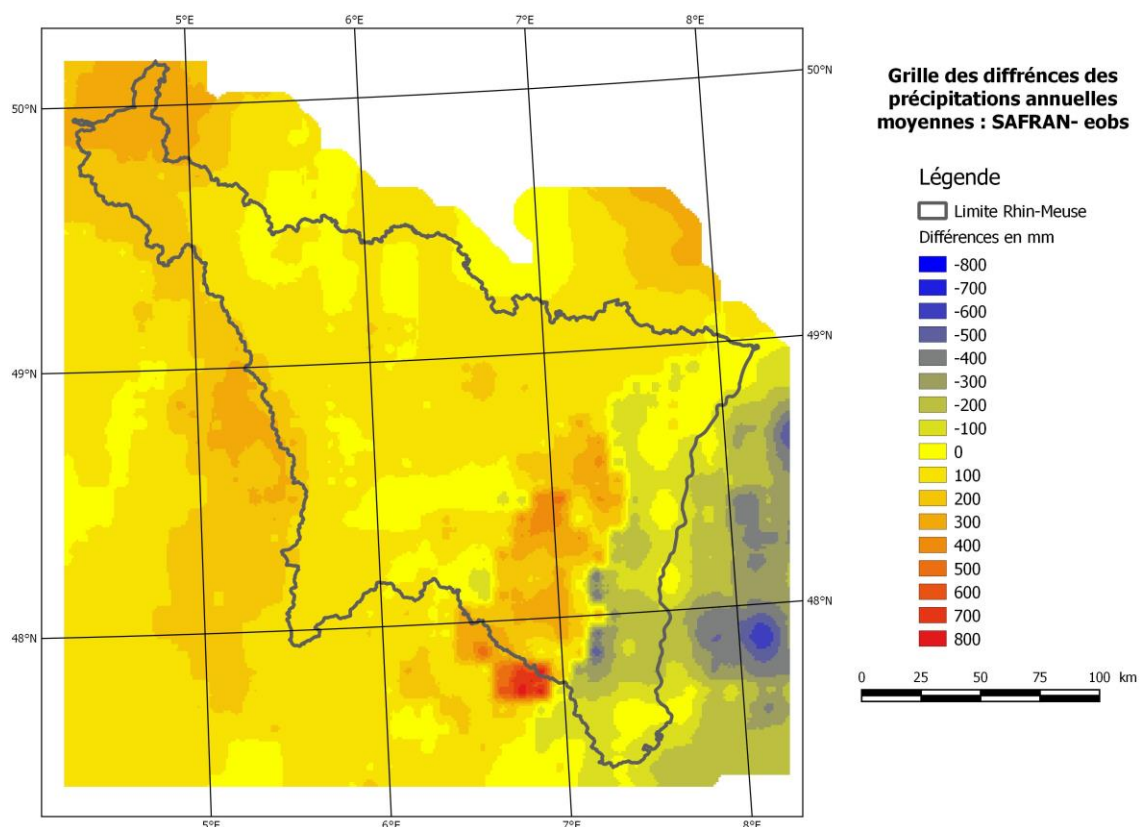 5°E
6°E
7°E
8°E
50°N
50°N
49°N
49°N
48°N
48°N
5°E
6°E
7°E
8°E
Grille des diffrénces des
précipitations annuelles
moyennes : SAFRAN- eobs
Légende
Limite Rhin-Meuse
Différences en mm
-800
-700
-600
-500
-400
-300
-200
-100
0
100
200
300
400
500
600
700
800
0 25 50 75 100 km